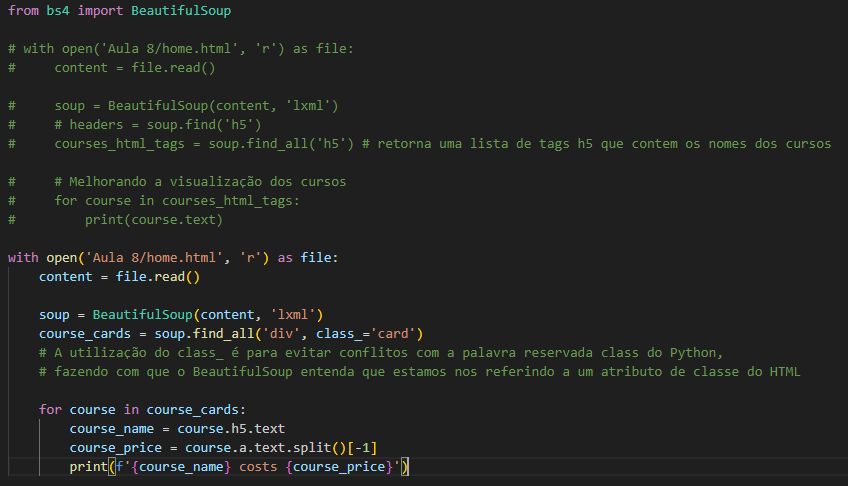 from bs4 import BeautifulSoup
# with open('Aula 8/home.html', 'r') as file:
#     content = file.read()
#     soup = BeautifulSoup(content, 'lxml')
#     # headers = soup.find('h5')
#     courses_html_tags = soup.find_all('h5') # retorna uma lista de tags h5 que contem os nomes dos cursos
#     # Melhorando a visualização dos cursos
#     for course in courses_html_tags:
#         print(course.text)
with open('Aula 8/home.html', 'r') as file:
    content = file.read()
    soup = BeautifulSoup(content, 'lxml')
    course_cards = soup.find_all('div', class_='card')
    # A utilização do class_ é para evitar conflitos com a palavra reservada class do Python,
    # fazendo com que o BeautifulSoup entenda que estamos nos referindo a um atributo de classe do HTML
    for course in course_cards:
        course_name = course.h5.text
        course_price = course.a.text.split()[-1]
        print(f'{course_name} costs {course_price}')